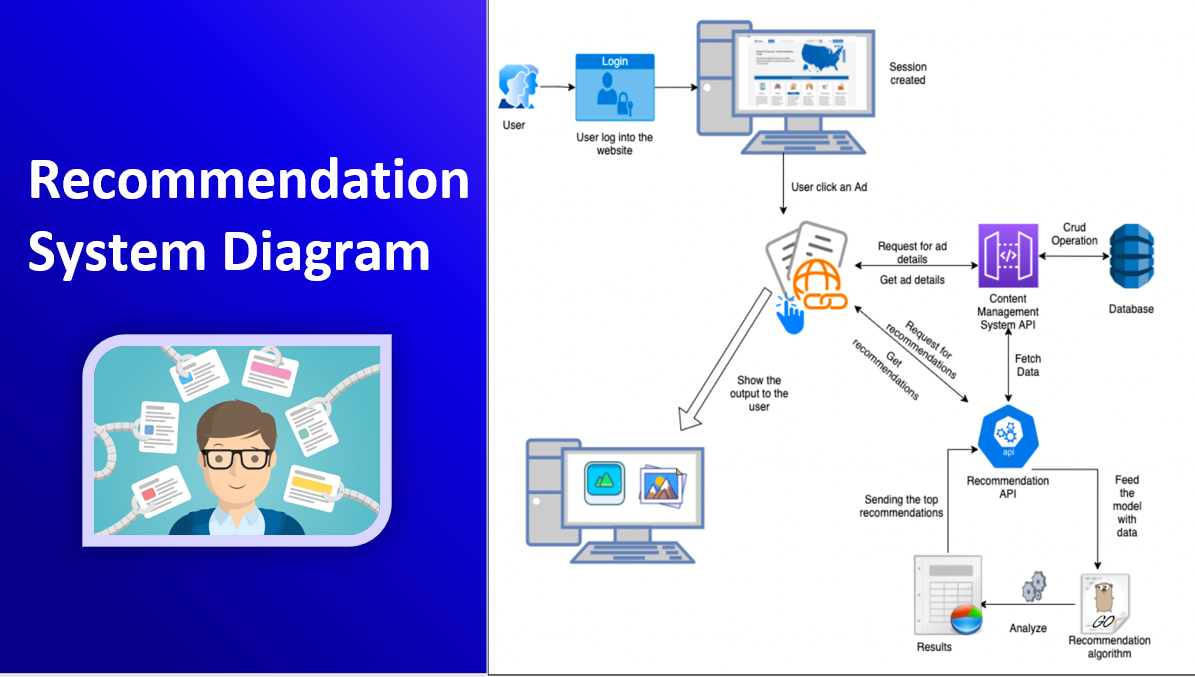 Recommendation
System Diagram
User
Login
User log into the
website
Session
created
User click an Ad
Request for ad
details
Get ad details
Content
Management
System API
Crud
Operation
Database
Request for
recommendations
Get
recommendations
Fetch
Data
Show the
output to the
user
api
Recommendation
API
Sending the top
recommendations
Feed
the
model
with
data
Results
Analyze
GO
Recommendation
algorithm